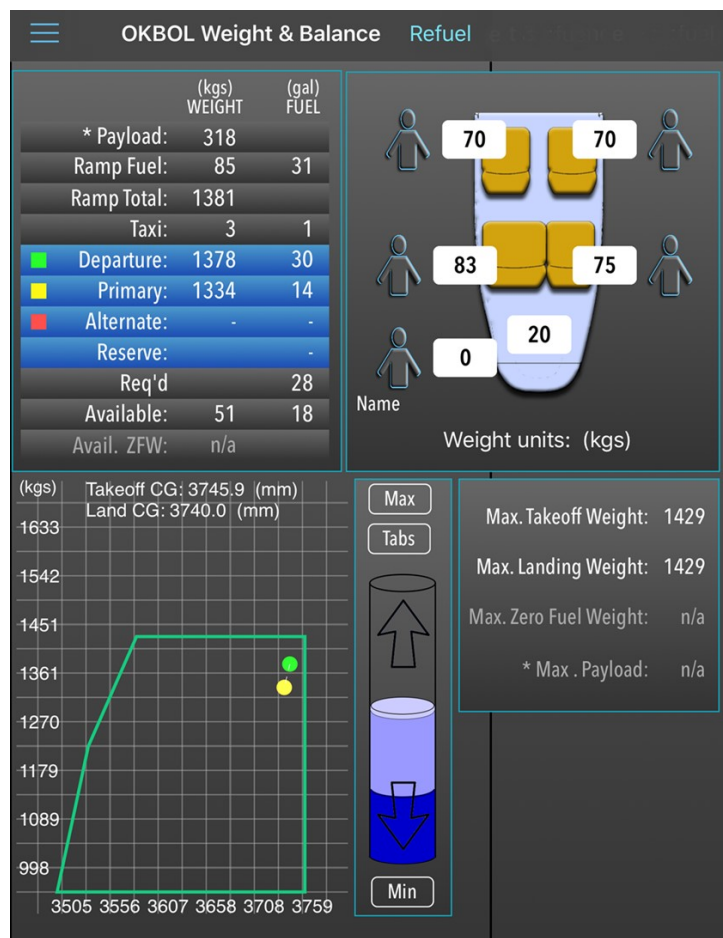 OKBOL Weight & Balance Refuel
(kgs) (gal)
WEIGHT FUEL
* Payload: 318
Ramp Fuel: 85 31
Ramp Total: 1381
Taxi: 3 1
Departure: 1378 30
Primary: 1334 14
Alternate: - -
Reserve: -
Req'd 28
Available: 51 18
Avail. ZFW: n/a
70 70
83 75
20
0
Name
Weight units: (kgs)
(kgs) Takeoff CG: 3745.9 (mm)
Land CG: 3740.0 (mm)
1633
1542
1451
1361
1270
1179
1089
998
3505 3556 3607 3658 3708 3759
Max
Tabs
Min
Max. Takeoff Weight: 1429
Max. Landing Weight: 1429
Max. Zero Fuel Weight: n/a
* Max . Payload: n/a